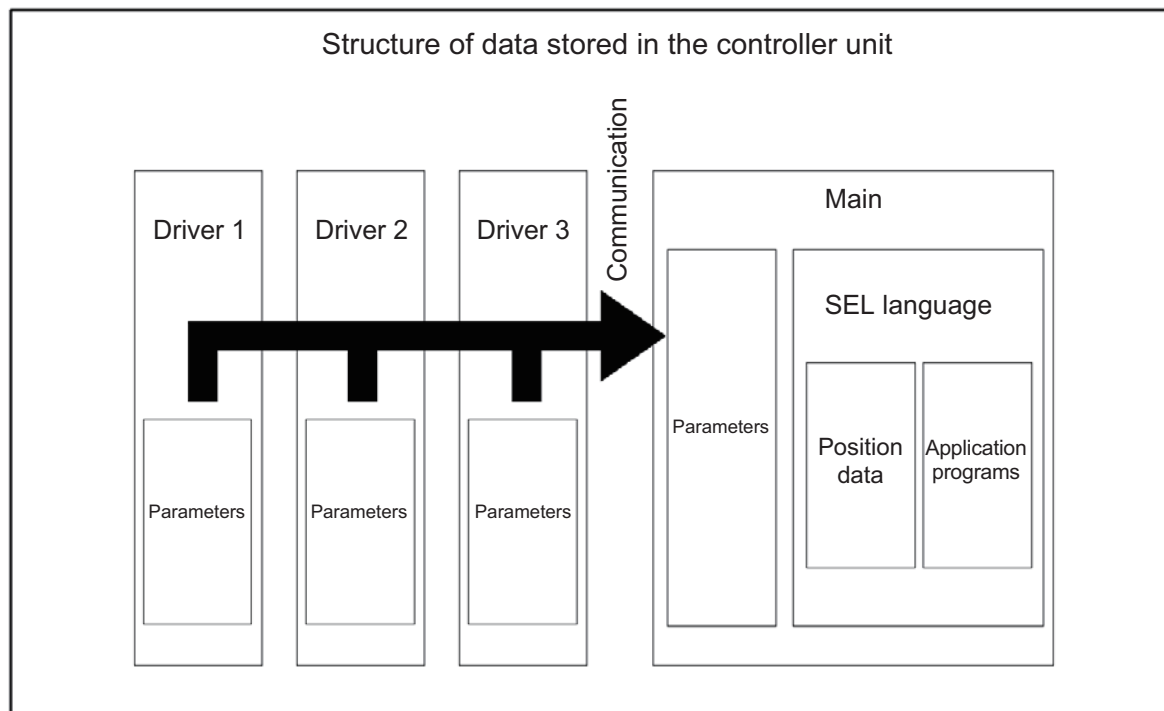 Structure of data stored in the controller unit
Driver 1
Parameters
Driver 2
Parameters
Driver 3
Parameters
Communication
Main
Parameters
SEL language
Position
data
Application
programs